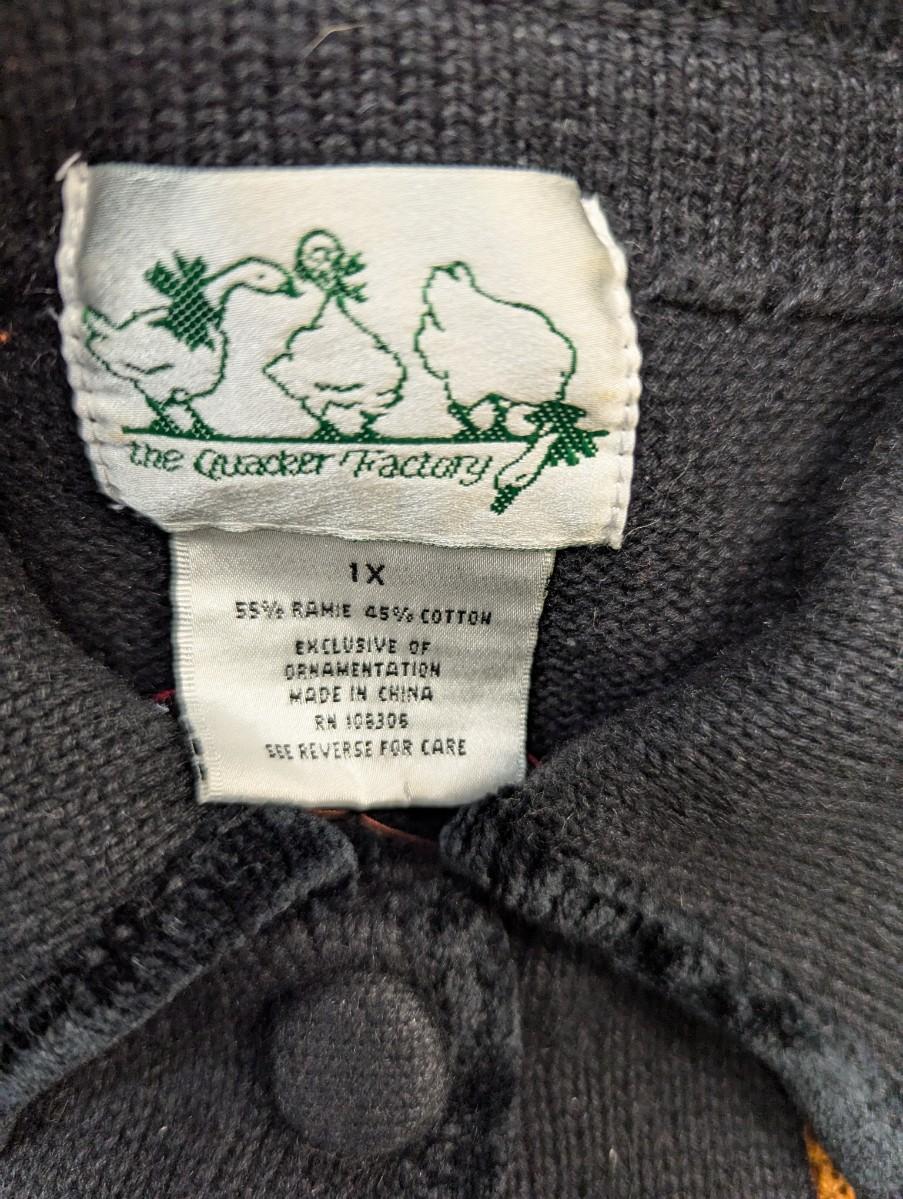 the Quacker Factory
1X
55% RAMIE 45% COTTON
EXCLUSIVE OF
ORNAMENTATION
MADE IN CHINA
RN 106306
SEE REVERSE FOR CARE